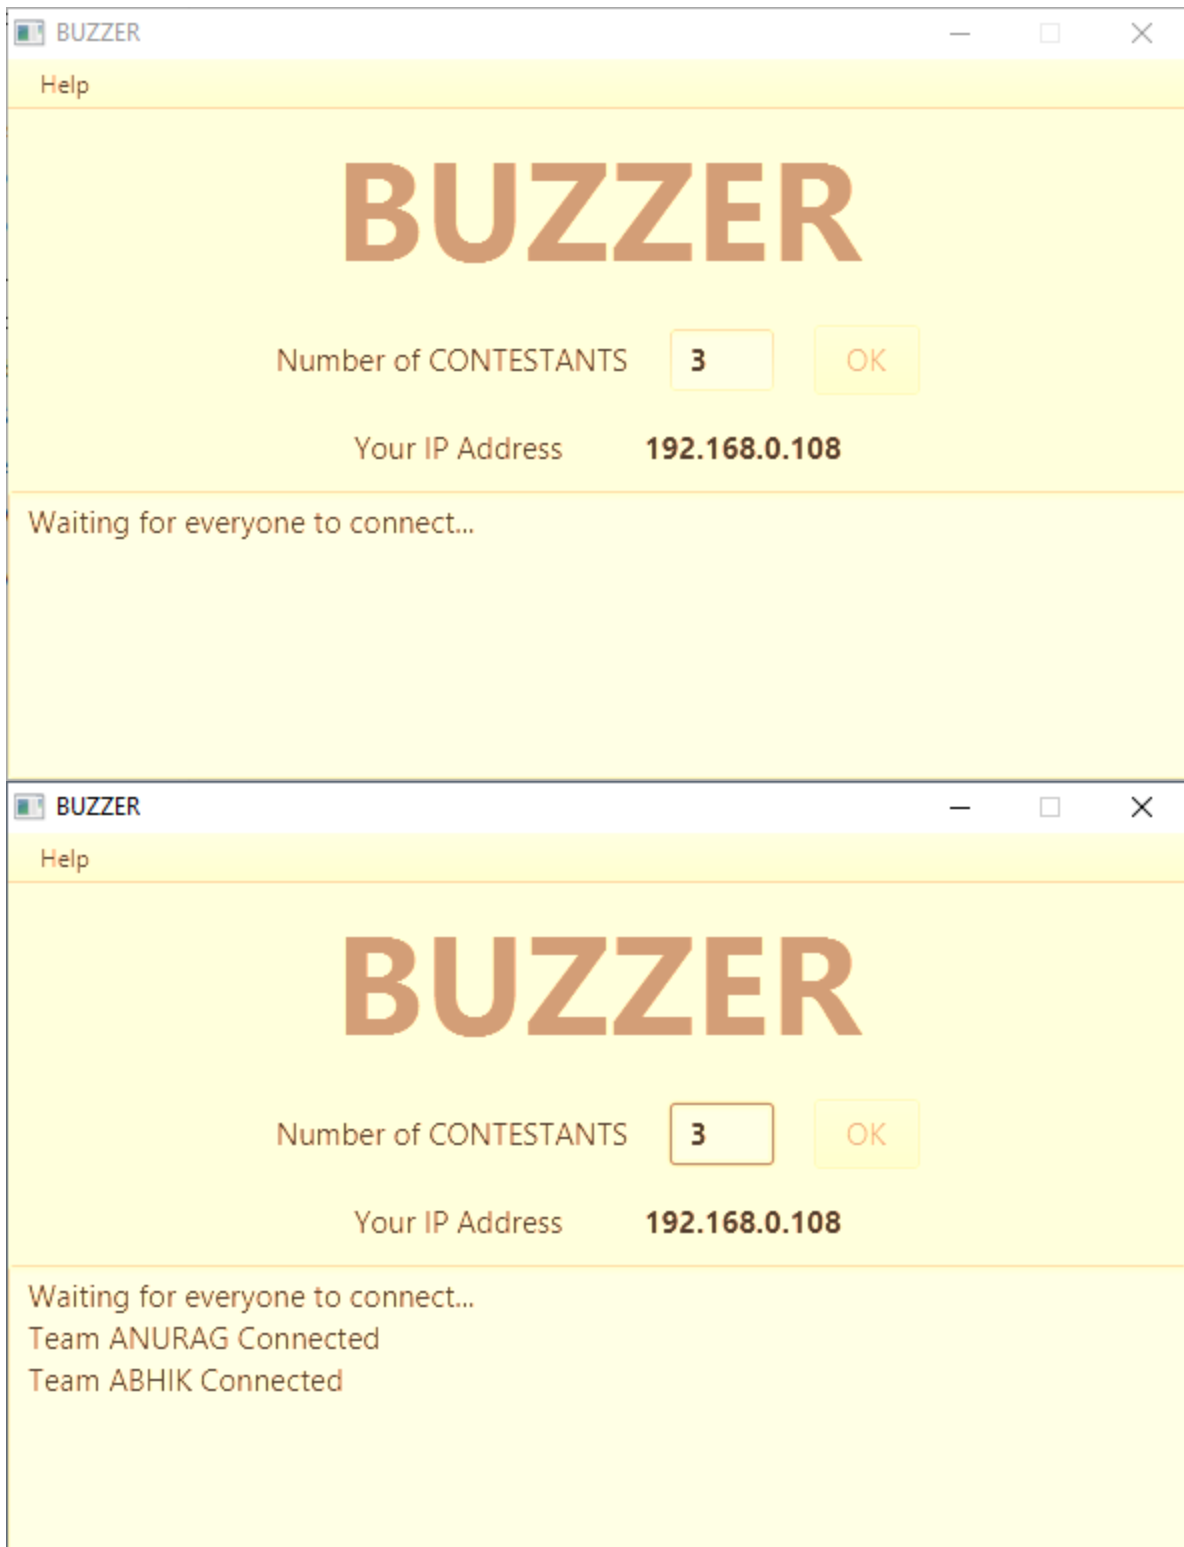 BUZZER
Help
BUZZER
Number of CONTESTANTS 3 OK
Your IP Address 192.168.0.108
Waiting for everyone to connect...
BUZZER
Help
BUZZER
Number of CONTESTANTS 3 OK
Your IP Address 192.168.0.108
Waiting for everyone to connect...
Team ANURAG Connected
Team ABHIK Connected